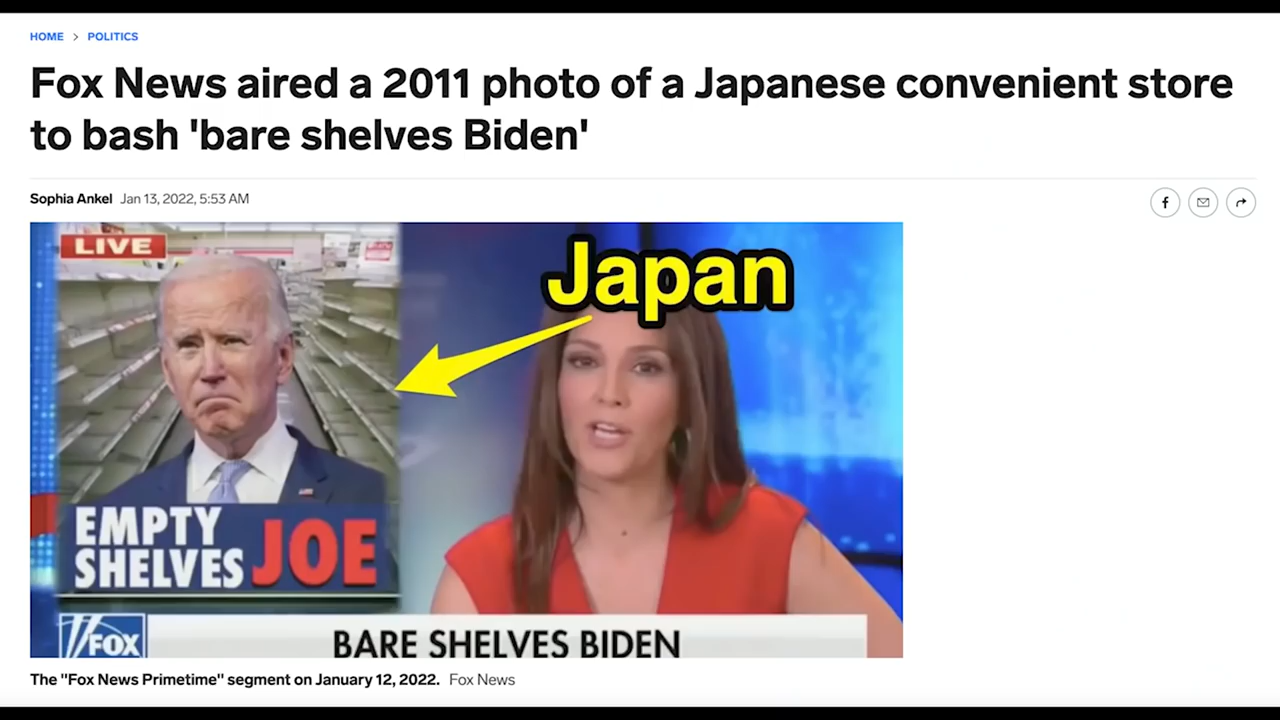 HOME > POLITICS
Fox News aired a 2011 photo of a Japanese convenient store
to bash 'bare shelves Biden'
Sophia Ankel Jan 13, 2022, 5:53 AM
f
LIVE
Japan
EMPTY
SHELVES JOE
FOX
BARE SHELVES BIDEN
The "Fox News Primetime" segment on January 12, 2022. Fox News